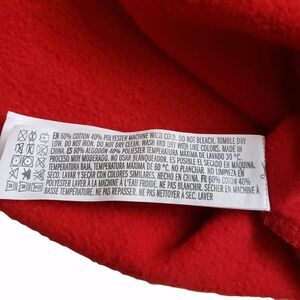 EN 60% COTTON 40% POLYESTER MACHINE WASH COLD. DO NOT BLEACH. TUMBLE DRY
LOW. DO NOT IRON. DO NOT DRY CLEAN. WASH AND DRY WITH LIKE COLORS. MADE IN
CHINA. ES 60% ALGODÓN 40% POLIÉSTER TEMPERATURA MÁXIMA DE LAVADO 30 °C.
PROCESO MUY MODERADO. NO USAR BLANQUEADOR. ES POSIBLE EL SECADO DE MÁQUINA,
TEMPERATURA BAJA, TEMPERATURA MÁXIMA DE 60 °C. NO PLANCHAR. NO LIMPIEZA EN
SECO. LAVAR Y SECAR CON COLORES SIMILARES. HECHO EN CHINA. FR 60% COTON 40%
POLYESTER LAVER À LA MACHINE À L'EAU FROIDE. NE PAS BLANCHIR. SÉCHER À MACHINE À
BASSE TEMPÉRATURE. NE PAS REPASSER. NE PAS NETTOYER À SEC. LAVER